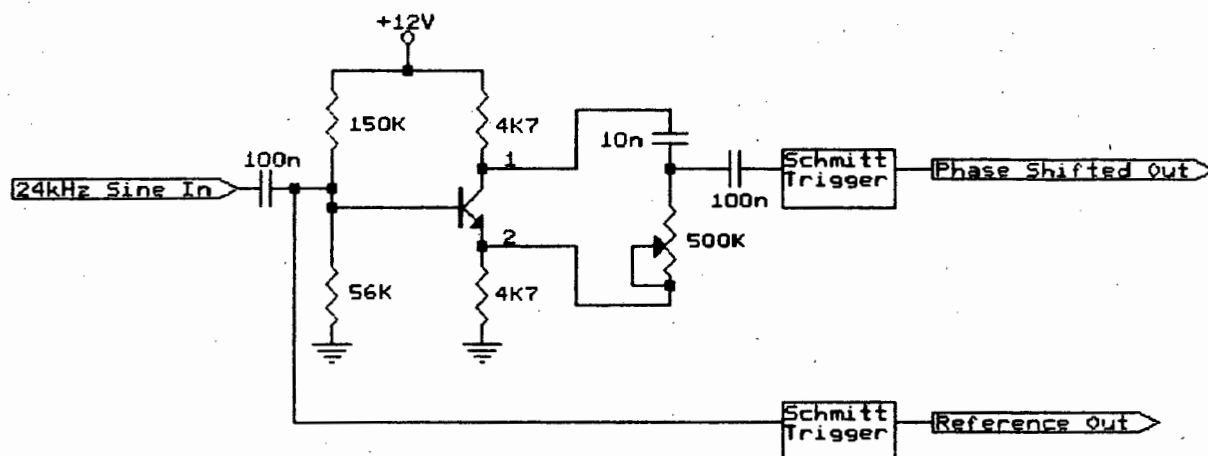 +12V
150K
4K7
1
10n
100n
24kHz Sine In
Schmitt
Trigger
Phase Shifted Out
100n
2
500K
56K
4K7
Schmitt
Trigger
Reference Out